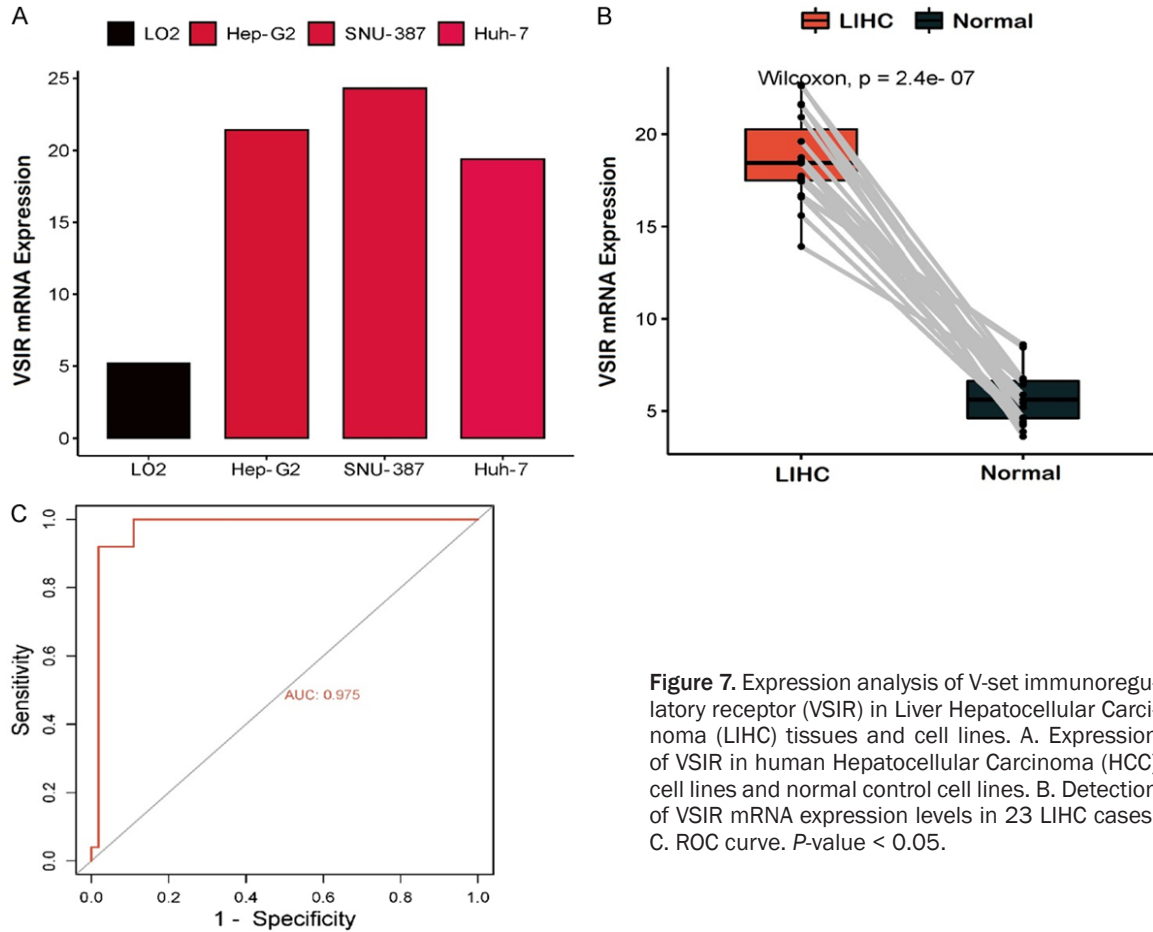 A
LO2 Hep-G2 SNU-387 Huh-7
VSIR mRNA Expression
25
20
15
10
5
0
LO2 Hep-G2 SNU-387 Huh-7
B
LIHC Normal
Wilcoxon, p = 2.4e-07
VSIR mRNA Expression
20
15
10
5
LIHC Normal
C
Sensitivity
1.0
0.8
0.6
0.4
0.2
0.0
AUC: 0.975
0.0 0.2 0.4 0.6 0.8 1.0
1 - Specificity
Figure 7. Expression analysis of V-set immunoregu-
latory receptor (VSIR) in Liver Hepatocellular Carci-
noma (LIHC) tissues and cell lines. A. Expression
of VSIR in human Hepatocellular Carcinoma (HCC)
cell lines and normal control cell lines. B. Detection
of VSIR mRNA expression levels in 23 LIHC cases.
C. ROC curve. P-value < 0.05.